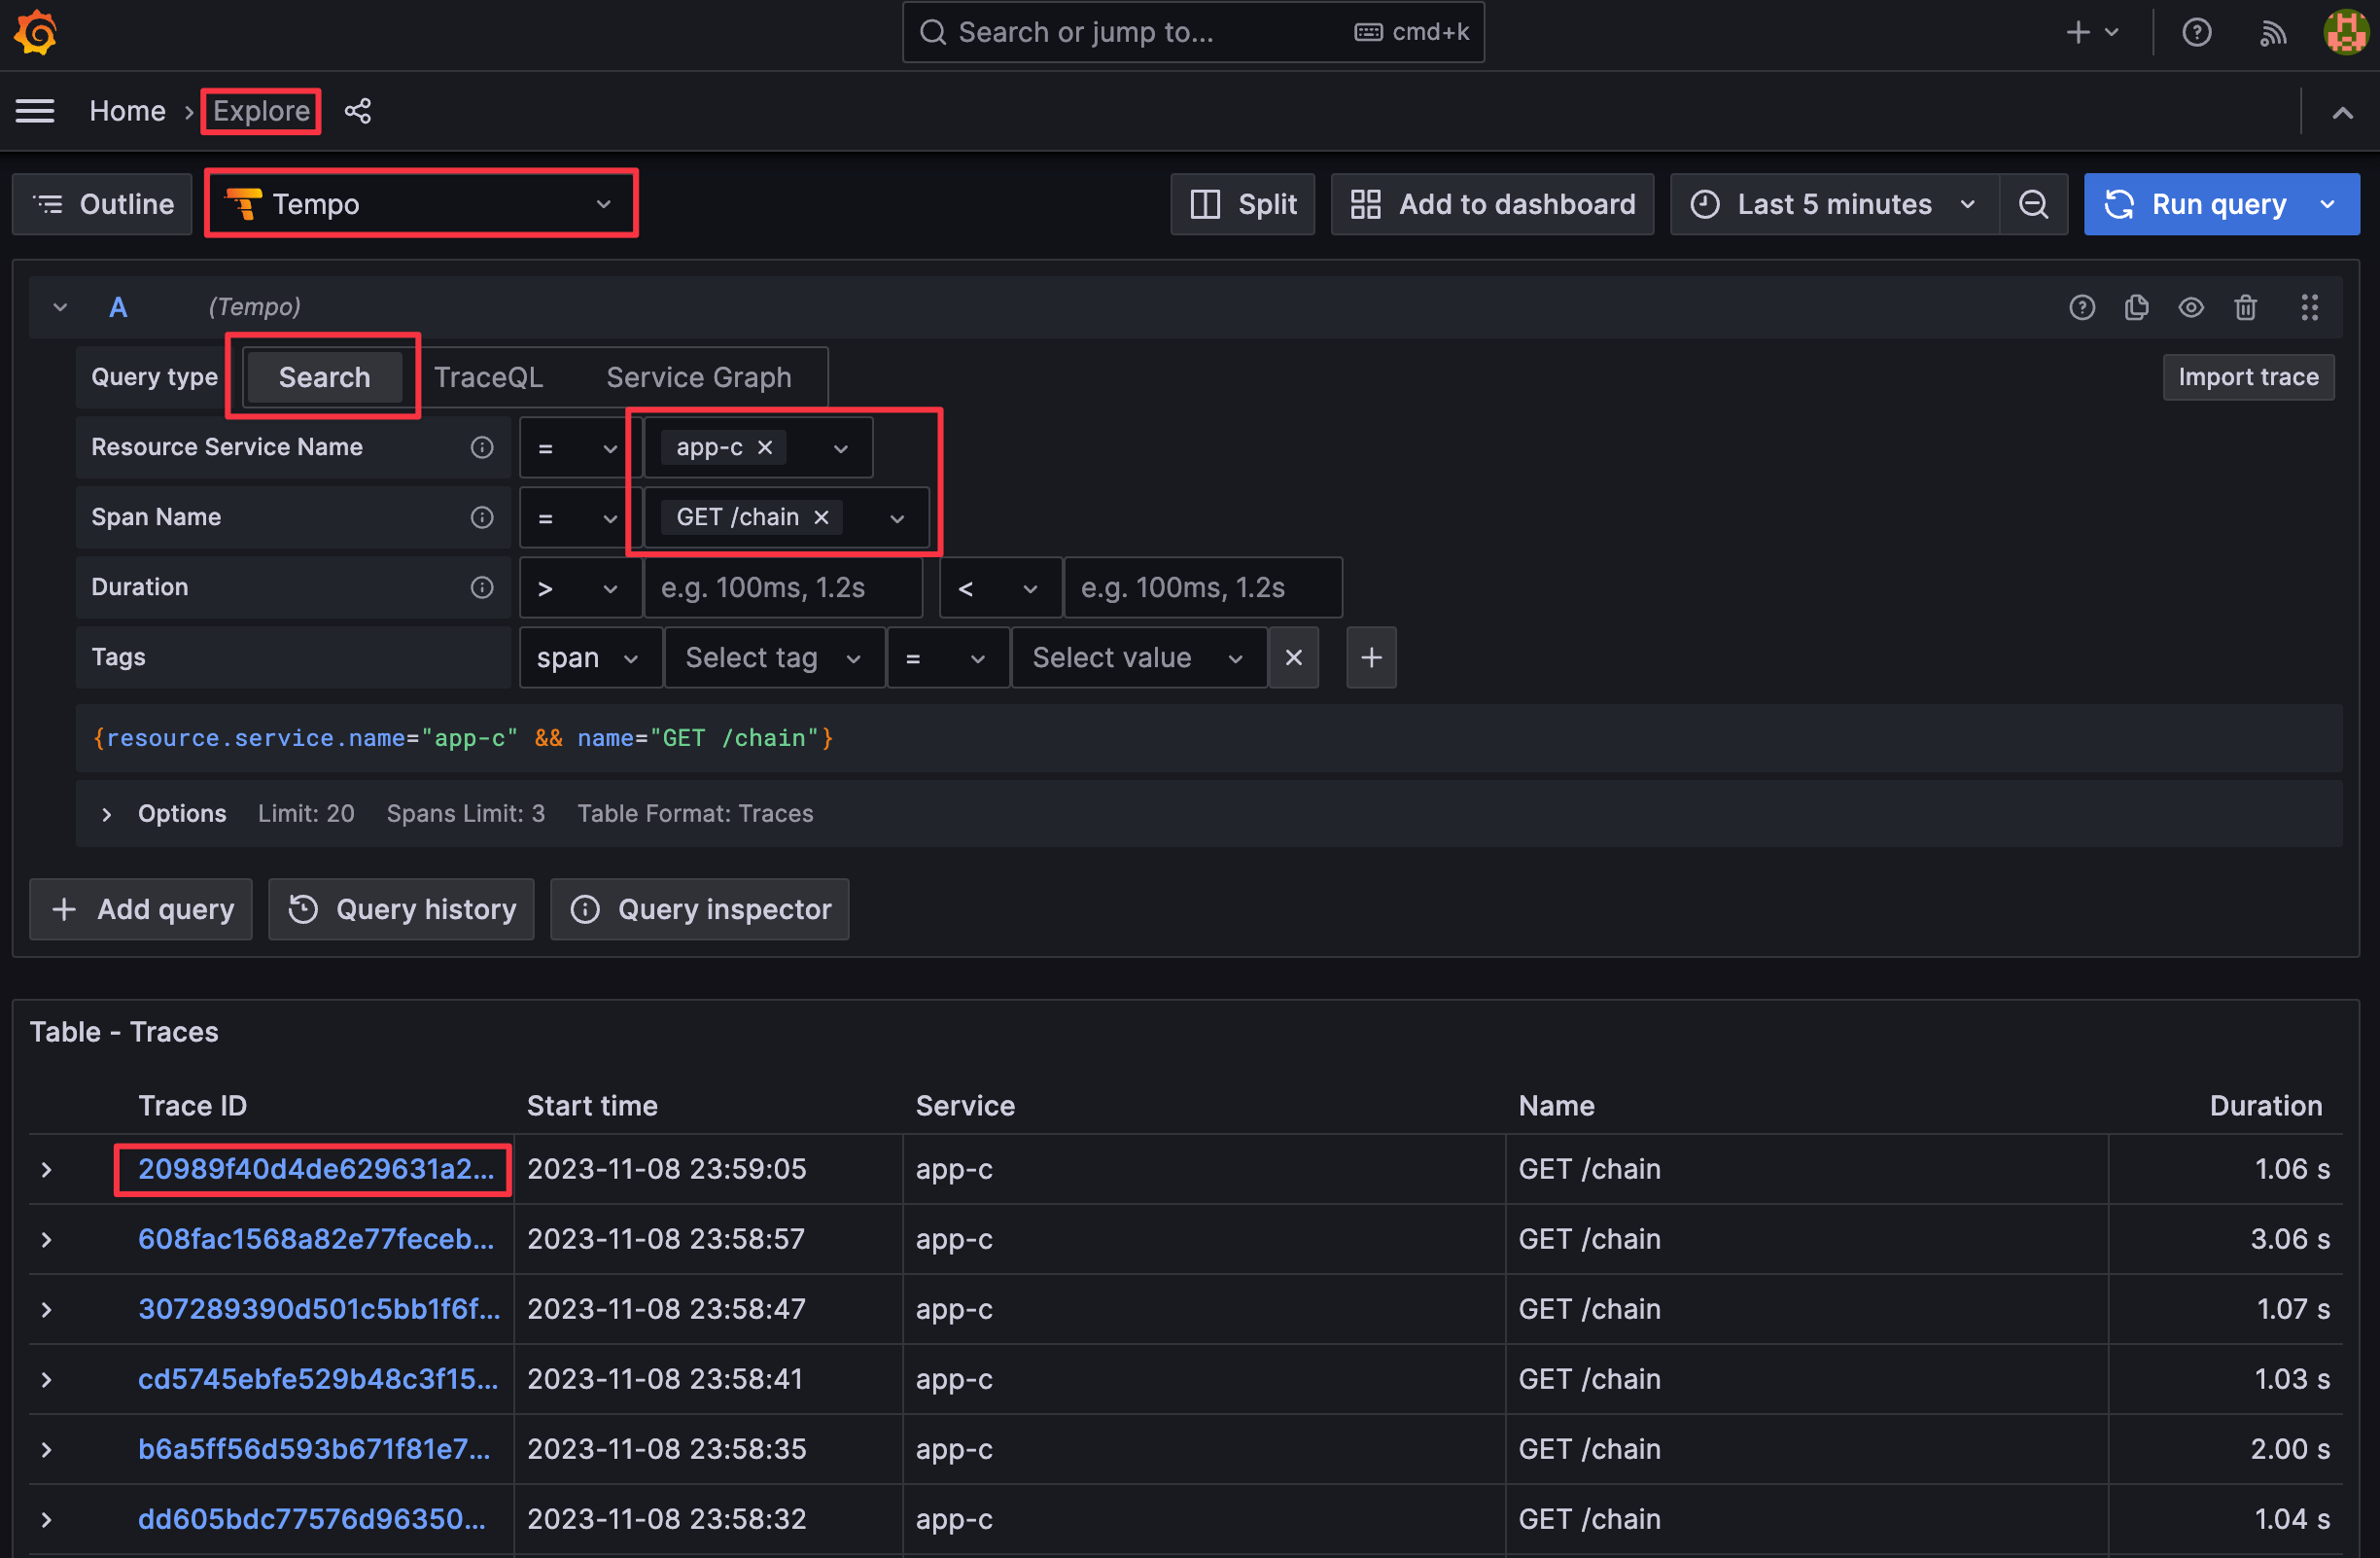 Search or jump to... cmd+k
Home › Explore
Outline Tempo Split Add to dashboard Last 5 minutes Run query
A (Tempo)
Query type Search TraceQL Service Graph Import trace
Resource Service Name = app-c ×
Span Name = GET /chain ×
Duration > e.g. 100ms, 1.2s < e.g. 100ms, 1.2s
Tags span Select tag = Select value × +
{resource.service.name="app-c" && name="GET /chain"}
Options Limit: 20 Spans Limit: 3 Table Format: Traces
+ Add query Query history Query inspector
Table - Traces
Trace ID Start time Service Name Duration
20989f40d4de629631a2... 2023-11-08 23:59:05 app-c GET /chain 1.06 s
608fac1568a82e77feceb... 2023-11-08 23:58:57 app-c GET /chain 3.06 s
307289390d501c5bb1f6f... 2023-11-08 23:58:47 app-c GET /chain 1.07 s
cd5745ebfe529b48c3f15... 2023-11-08 23:58:41 app-c GET /chain 1.03 s
b6a5ff56d593b671f81e7... 2023-11-08 23:58:35 app-c GET /chain 2.00 s
dd605bdc77576d96350... 2023-11-08 23:58:32 app-c GET /chain 1.04 s